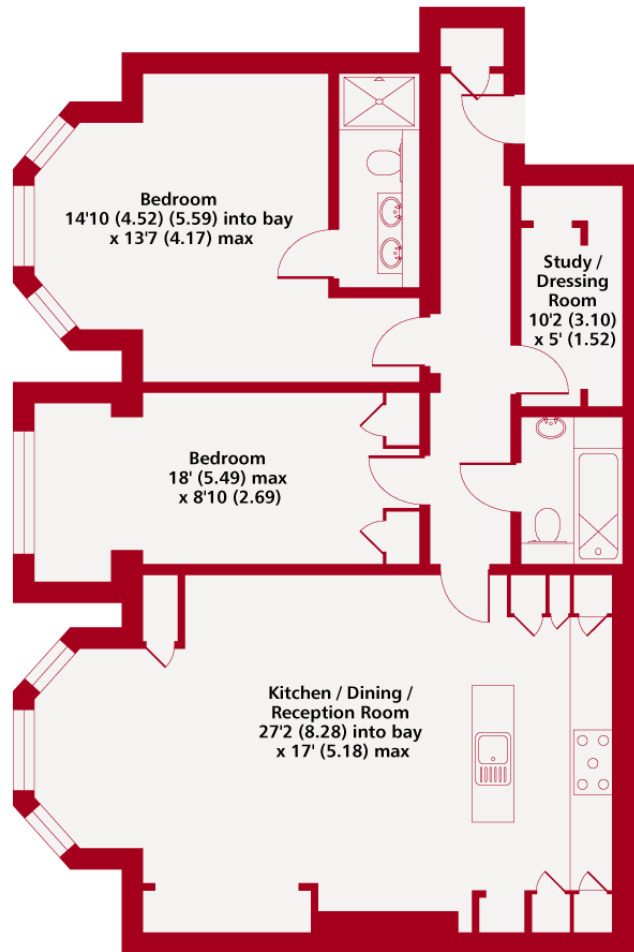 Bedroom
14'10 (4.52) (5.59) into bay
x 13'7 (4.17) max
Study /
Dressing
Room
10'2 (3.10)
x 5' (1.52)
Bedroom
18' (5.49) max
x 8'10 (2.69)
Kitchen / Dining /
Reception Room
27'2 (8.28) into bay
x 17' (5.18) max